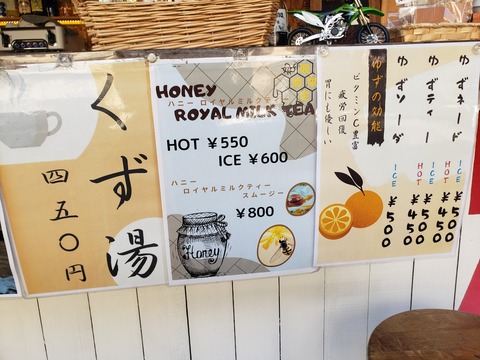 くず湯
四五〇円
HONEY
ハニー ロイヤルミルクティー
ROYAL MILK TEA
HOT ¥550
ICE ¥600
ハニー
ロイヤルミルクティー
スムージー
¥800
Honey
ゆずネード
HOT ¥450
ICE ¥500
ゆずティー
HOT ¥450
ICE ¥500
ゆずソーダ
ICE ¥500
ゆずの効能
ビタミンC豊富
疲労回復
胃にも優しい